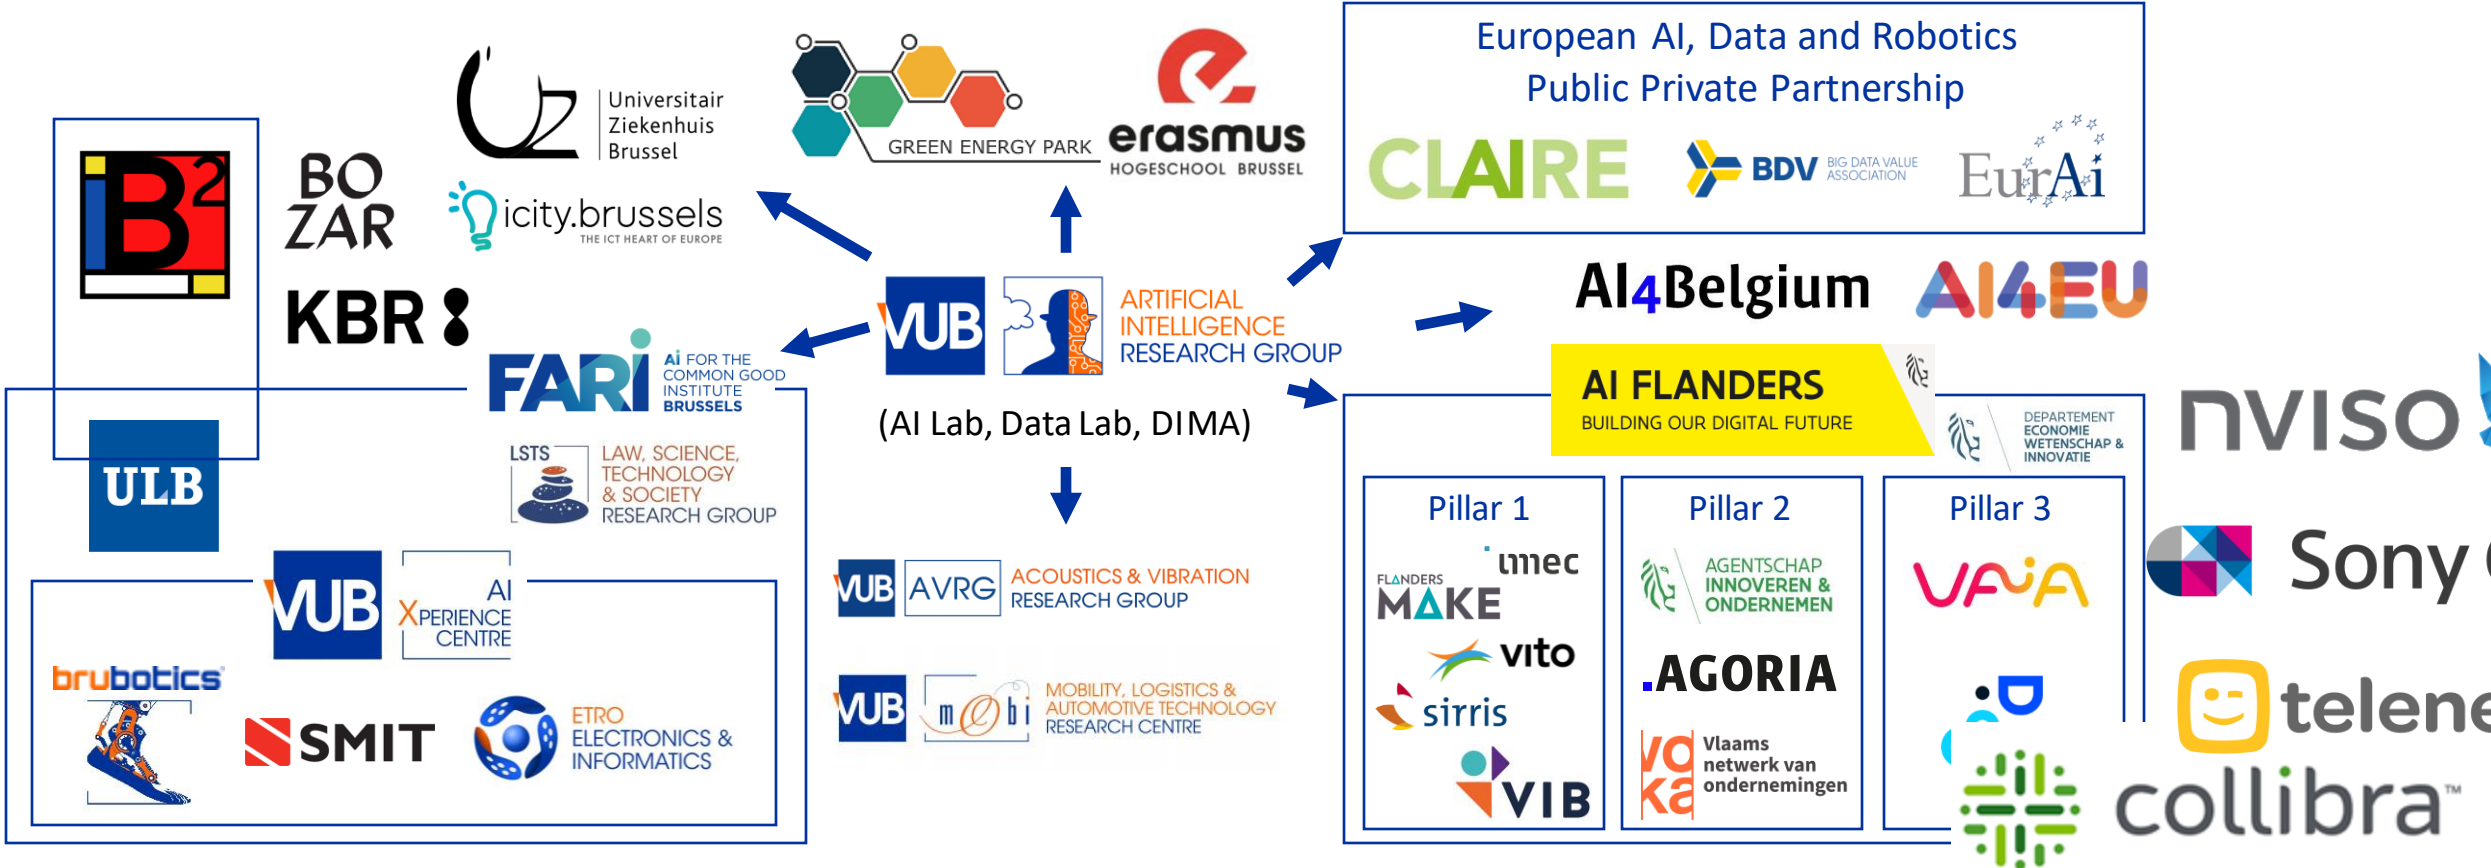 European AI, Data and Robotics
Public Private Partnership
CLAIRE
BDV
BIG DATA VALUE
ASSOCIATION
EurAi
Universitair
Ziekenhuis
Brussel
GREEN ENERGY PARK
erasmus
HOGESCHOOL BRUSSEL
iB2
BO
ZAR
icity.brussels
THE ICT HEART OF EUROPE
KBR
VUB
ARTIFICIAL
INTELLIGENCE
RESEARCH GROUP
(AI Lab, Data Lab, DIMA)
AI4Belgium
AI4EU
FARI
Ai FOR THE
COMMON GOOD
INSTITUTE
BRUSSELS
ULB
LSTS
LAW, SCIENCE,
TECHNOLOGY
& SOCIETY
RESEARCH GROUP
VUB
AI
XPERIENCE
CENTRE
brubotics
SMIT
ETRO
ELECTRONICS &
INFORMATICS
VUB
AVRG
ACOUSTICS & VIBRATION
RESEARCH GROUP
VUB
mobi
MOBILITY, LOGISTICS &
AUTOMOTIVE TECHNOLOGY
RESEARCH CENTRE
AI FLANDERS
BUILDING OUR DIGITAL FUTURE
DEPARTEMENT
ECONOMIE
WETENSCHAP &
INNOVATIE
Pillar 1
imec
FLANDERS
MAKE
vito
sirris
VIB
Pillar 2
AGENTSCHAP
INNOVEREN &
ONDERNEMEN
.AGORIA
voka
Vlaams
netwerk van
ondernemingen
Pillar 3
VAIA
nviso
Sony
telene
collibra™